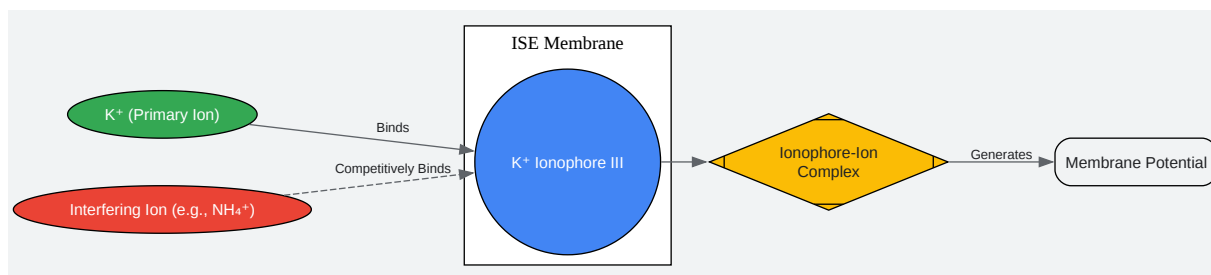 ISE Membrane
K⁺ (Primary Ion)
Binds
Competitively Binds
Interfering Ion (e.g., NH₄⁺)
K⁺ Ionophore III
Ionophore-Ion
Complex
Generates
Membrane Potential